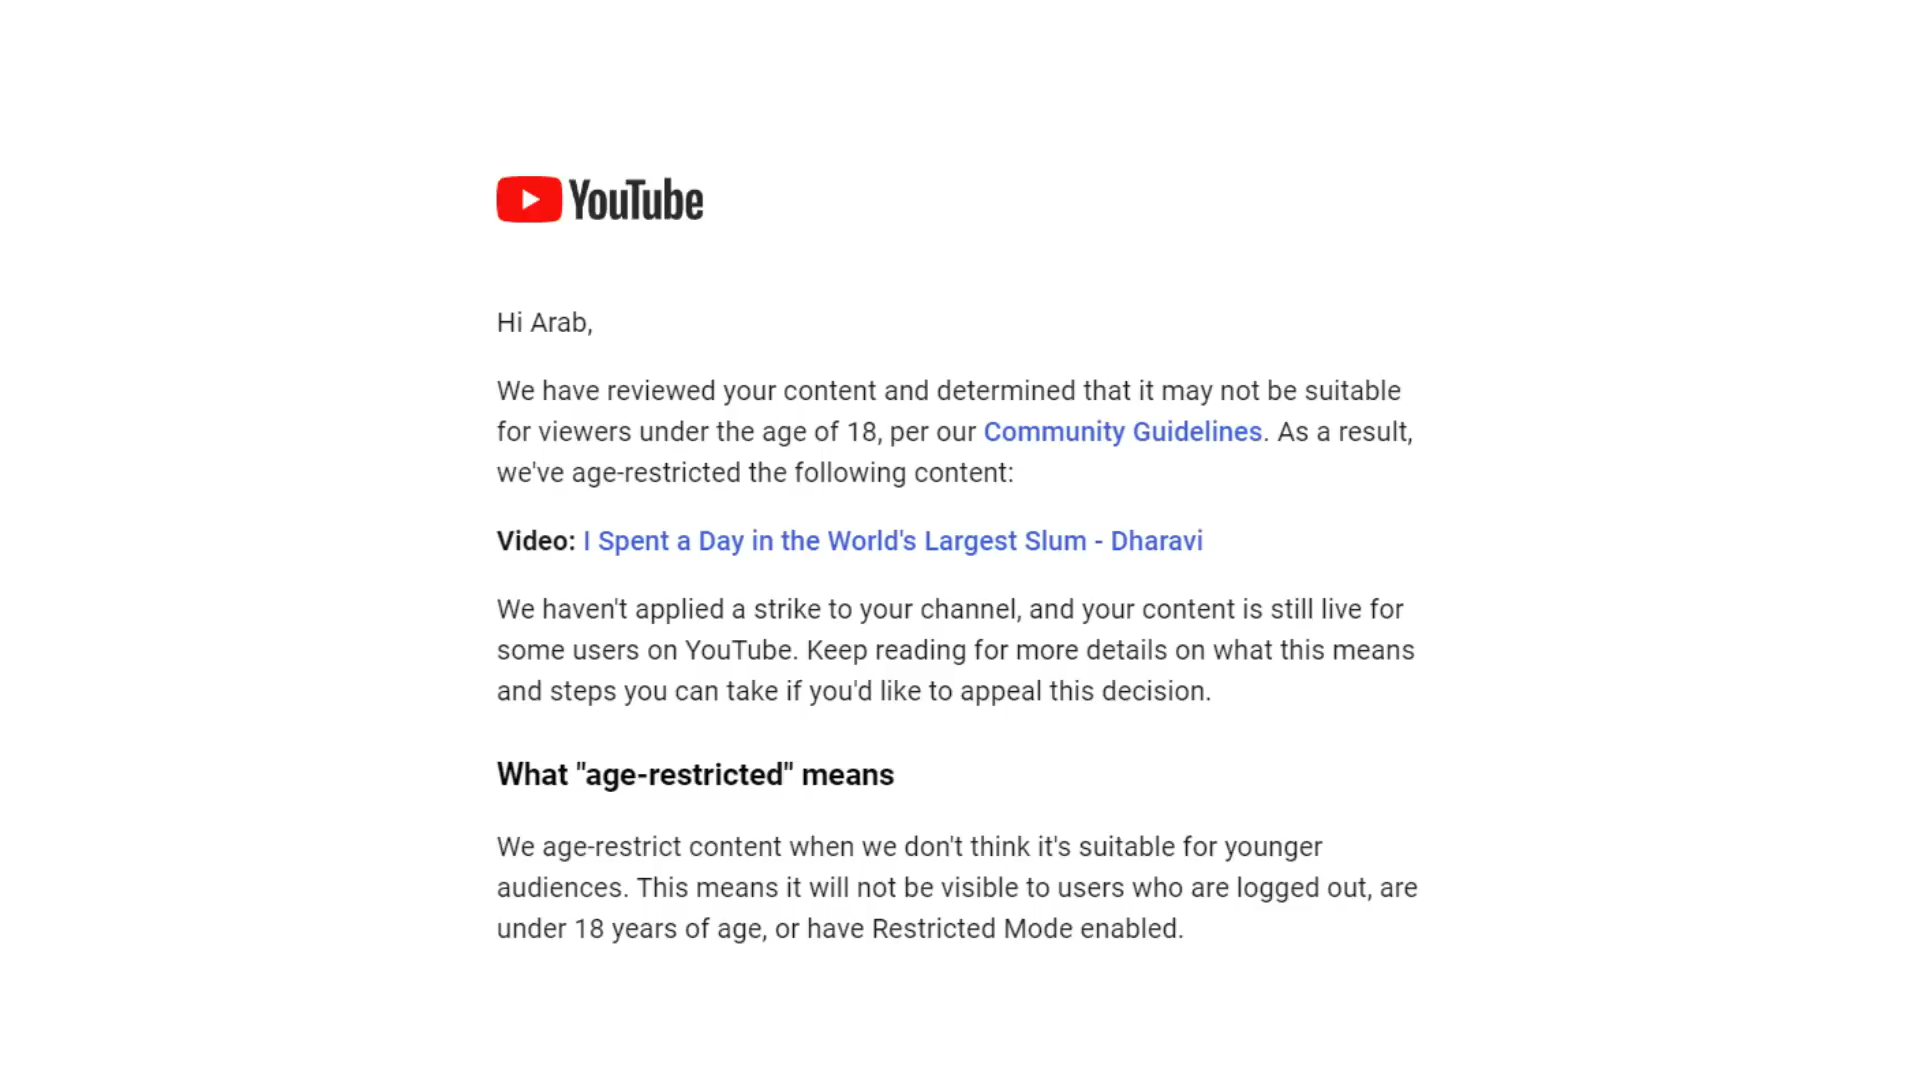 YouTube
Hi Arab,
We have reviewed your content and determined that it may not be suitable
for viewers under the age of 18, per our Community Guidelines. As a result,
we've age-restricted the following content:
Video: I Spent a Day in the World's Largest Slum - Dharavi
We haven't applied a strike to your channel, and your content is still live for
some users on YouTube. Keep reading for more details on what this means
and steps you can take if you'd like to appeal this decision.
What "age-restricted" means
We age-restrict content when we don't think it's suitable for younger
audiences. This means it will not be visible to users who are logged out, are
under 18 years of age, or have Restricted Mode enabled.